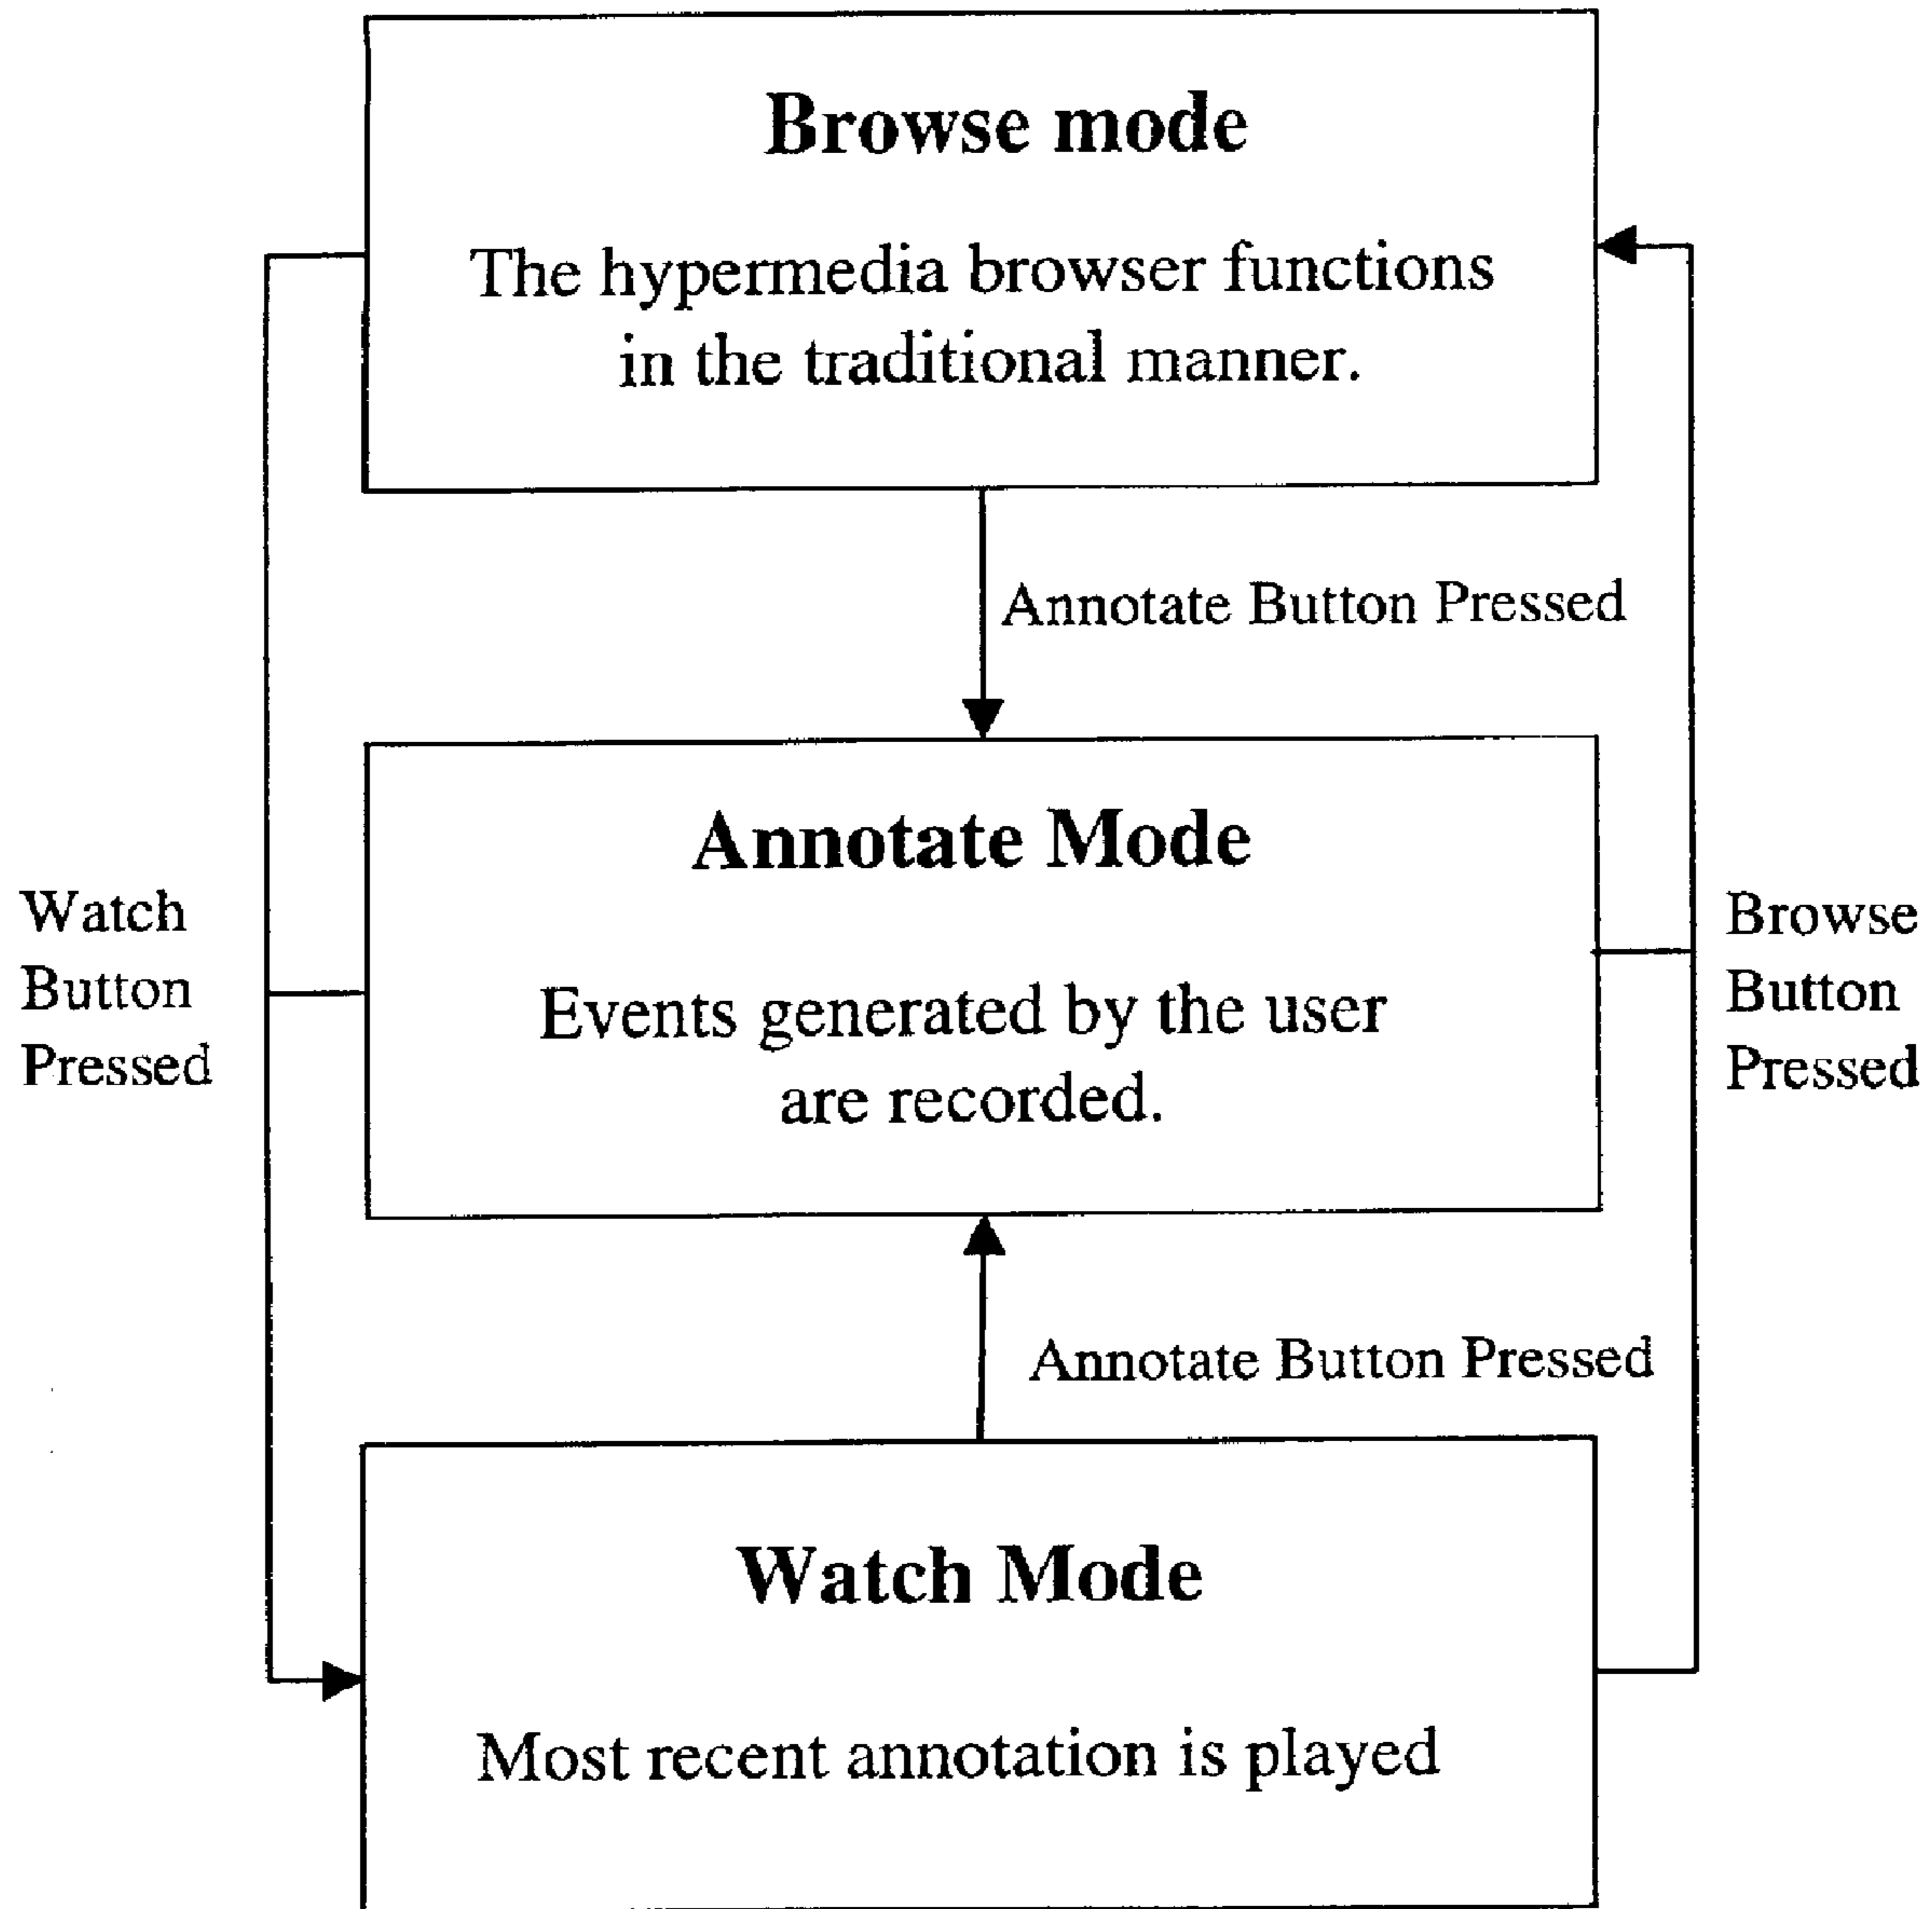 Browse mode
The hypermedia browser functions
in the traditional manner.
Annotate Button Pressed
Annotate Mode
Events generated by the user
are recorded.
Watch
Button
Pressed
Browse
Button
Pressed
Annotate Button Pressed
Watch Mode
Most recent annotation is played